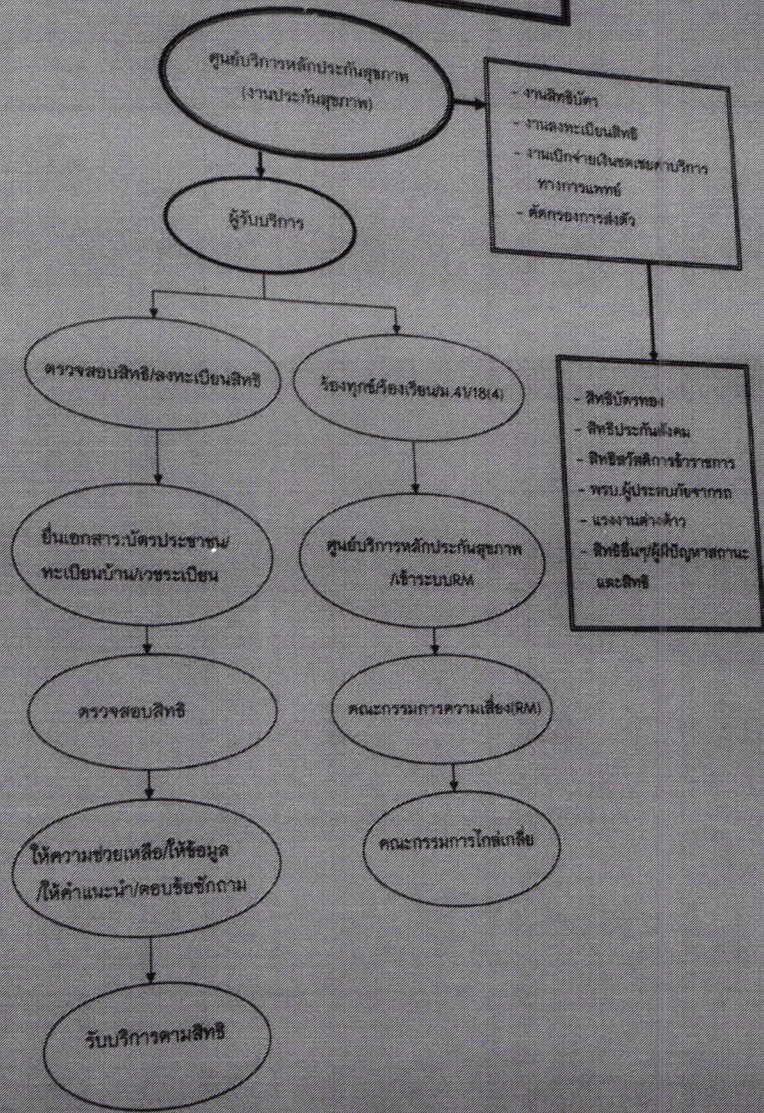 ศูนย์บริการหลักประกันสุขภาพ
(งานประกันสุขภาพ)
- งานสิทธิบัตร
- งานลงทะเบียนสิทธิ
- งานเบิกจ่ายเงินชดเชยค่าบริการ
ทางการแพทย์
- คัดกรองการส่งตัว
ผู้รับบริการ
ตรวจสอบสิทธิ/ลงทะเบียนสิทธิ
ร้องทุกข์/ร้องเรียน/ม.41/18(4)
- สิทธิบัตรทอง
- สิทธิประกันสังคม
- สิทธิสวัสดิการข้าราชการ
- พรบ.ผู้ประสบภัยจากรถ
- แรงงานต่างด้าว
- สิทธิอื่นๆ/ผู้มีปัญหาสถานะ
และสิทธิ
ยื่นเอกสาร:บัตรประชาชน/
ทะเบียนบ้าน/เวชระเบียน
ศูนย์บริการหลักประกันสุขภาพ
/เข้าระบบRM
ตรวจสอบสิทธิ
คณะกรรมการความเสี่ยง(RM)
ให้ความช่วยเหลือ/ให้ข้อมูล
/ให้คำแนะนำ/ตอบข้อซักถาม
คณะกรรมการไกล่เกลี่ย
รับบริการตามสิทธิ